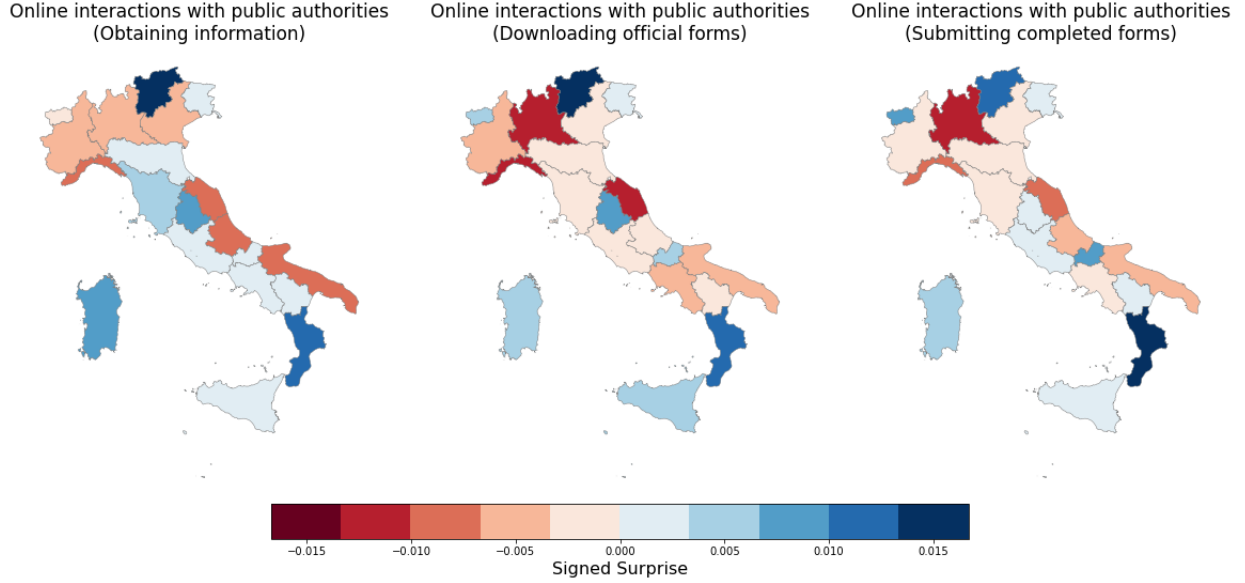 Online interactions with public authorities
(Obtaining information)
Online interactions with public authorities
(Downloading official forms)
Online interactions with public authorities
(Submitting completed forms)
−0.015 −0.010 −0.005 0.000 0.005 0.010 0.015
Signed Surprise